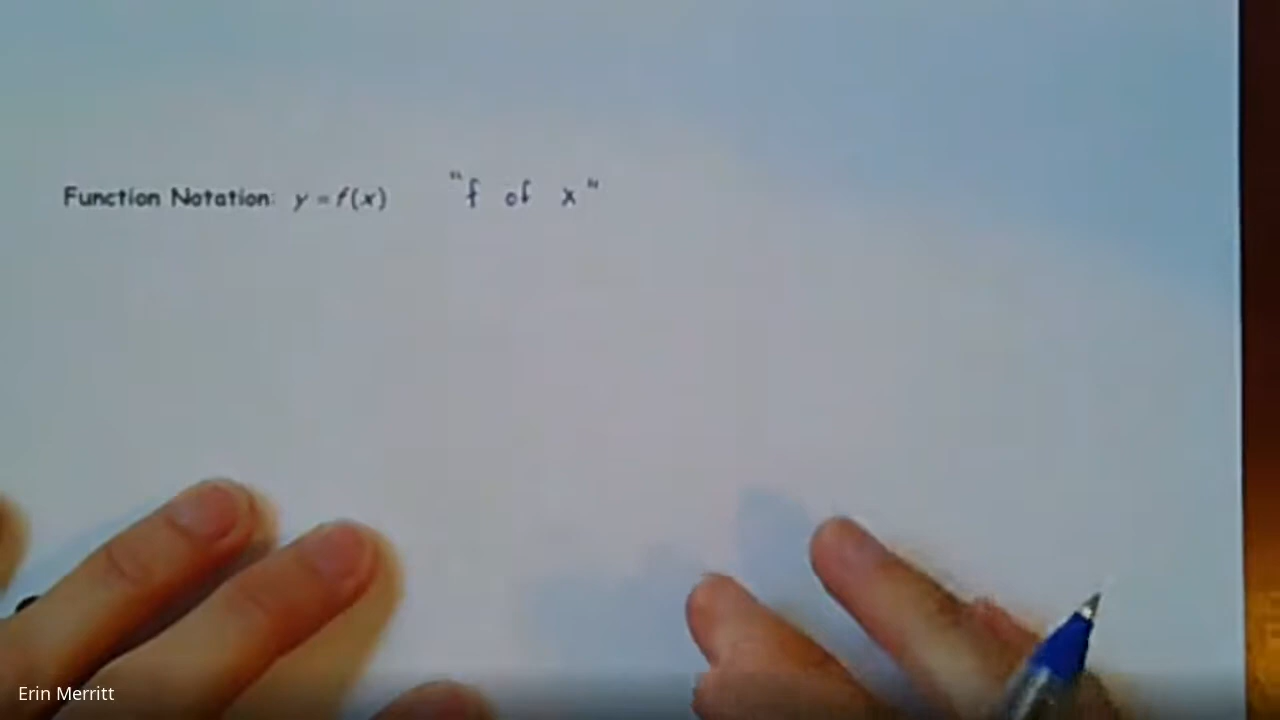 Function Notation: y = f(x) "f of x"
Erin Merritt